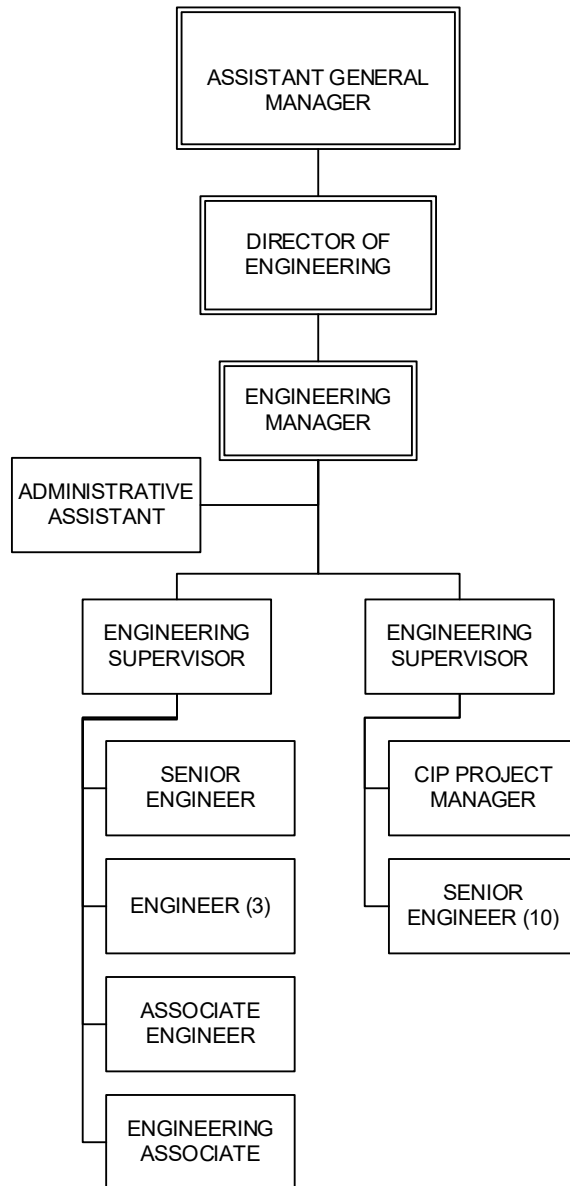 ASSISTANT GENERAL
MANAGER
DIRECTOR OF
ENGINEERING
ENGINEERING
MANAGER
ADMINISTRATIVE
ASSISTANT
ENGINEERING
SUPERVISOR
SENIOR
ENGINEER
ENGINEER (3)
ASSOCIATE
ENGINEER
ENGINEERING
ASSOCIATE
ENGINEERING
SUPERVISOR
CIP PROJECT
MANAGER
SENIOR
ENGINEER (10)